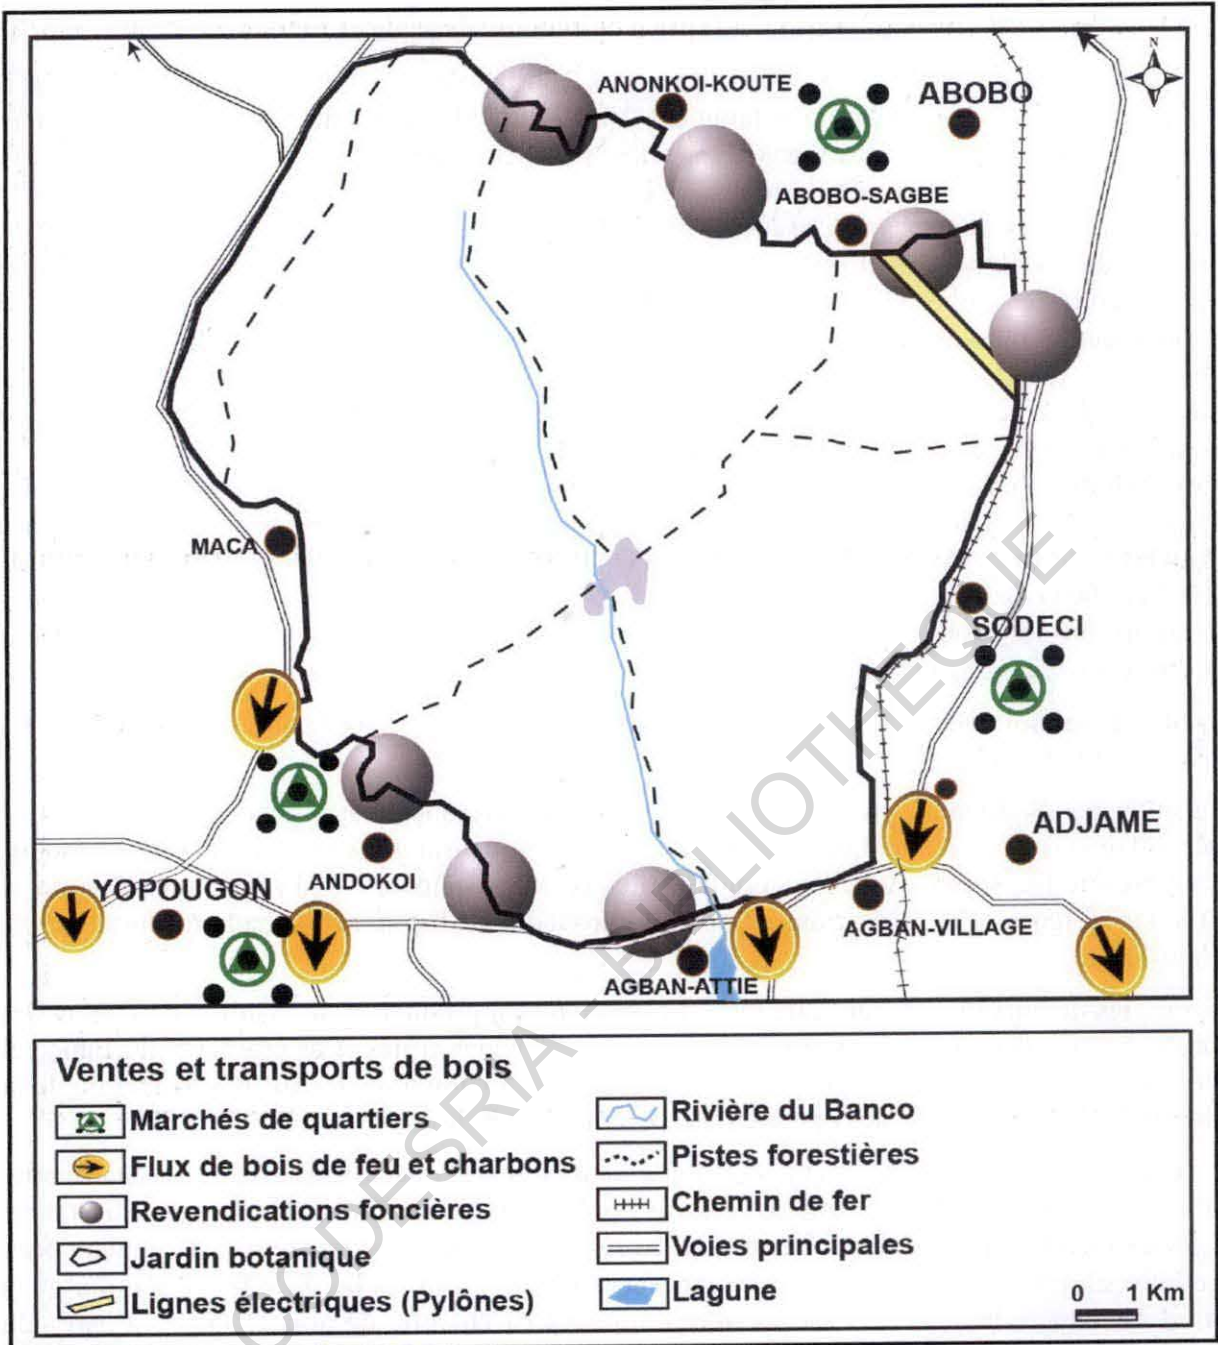 N
ANONKOI-KOUTE
ABOBO
ABOBO-SAGBE
MACA
SODECI
ADJAME
YOPOUGON
ANDOKOI
AGBAN-VILLAGE
AGBAN-ATTIE
CODESRIA - BIBLIOTHEQUE
Ventes et transports de bois
Marchés de quartiers
Flux de bois de feu et charbons
Revendications foncières
Jardin botanique
Lignes électriques (Pylônes)
Rivière du Banco
Pistes forestières
Chemin de fer
Voies principales
Lagune
0 1 Km